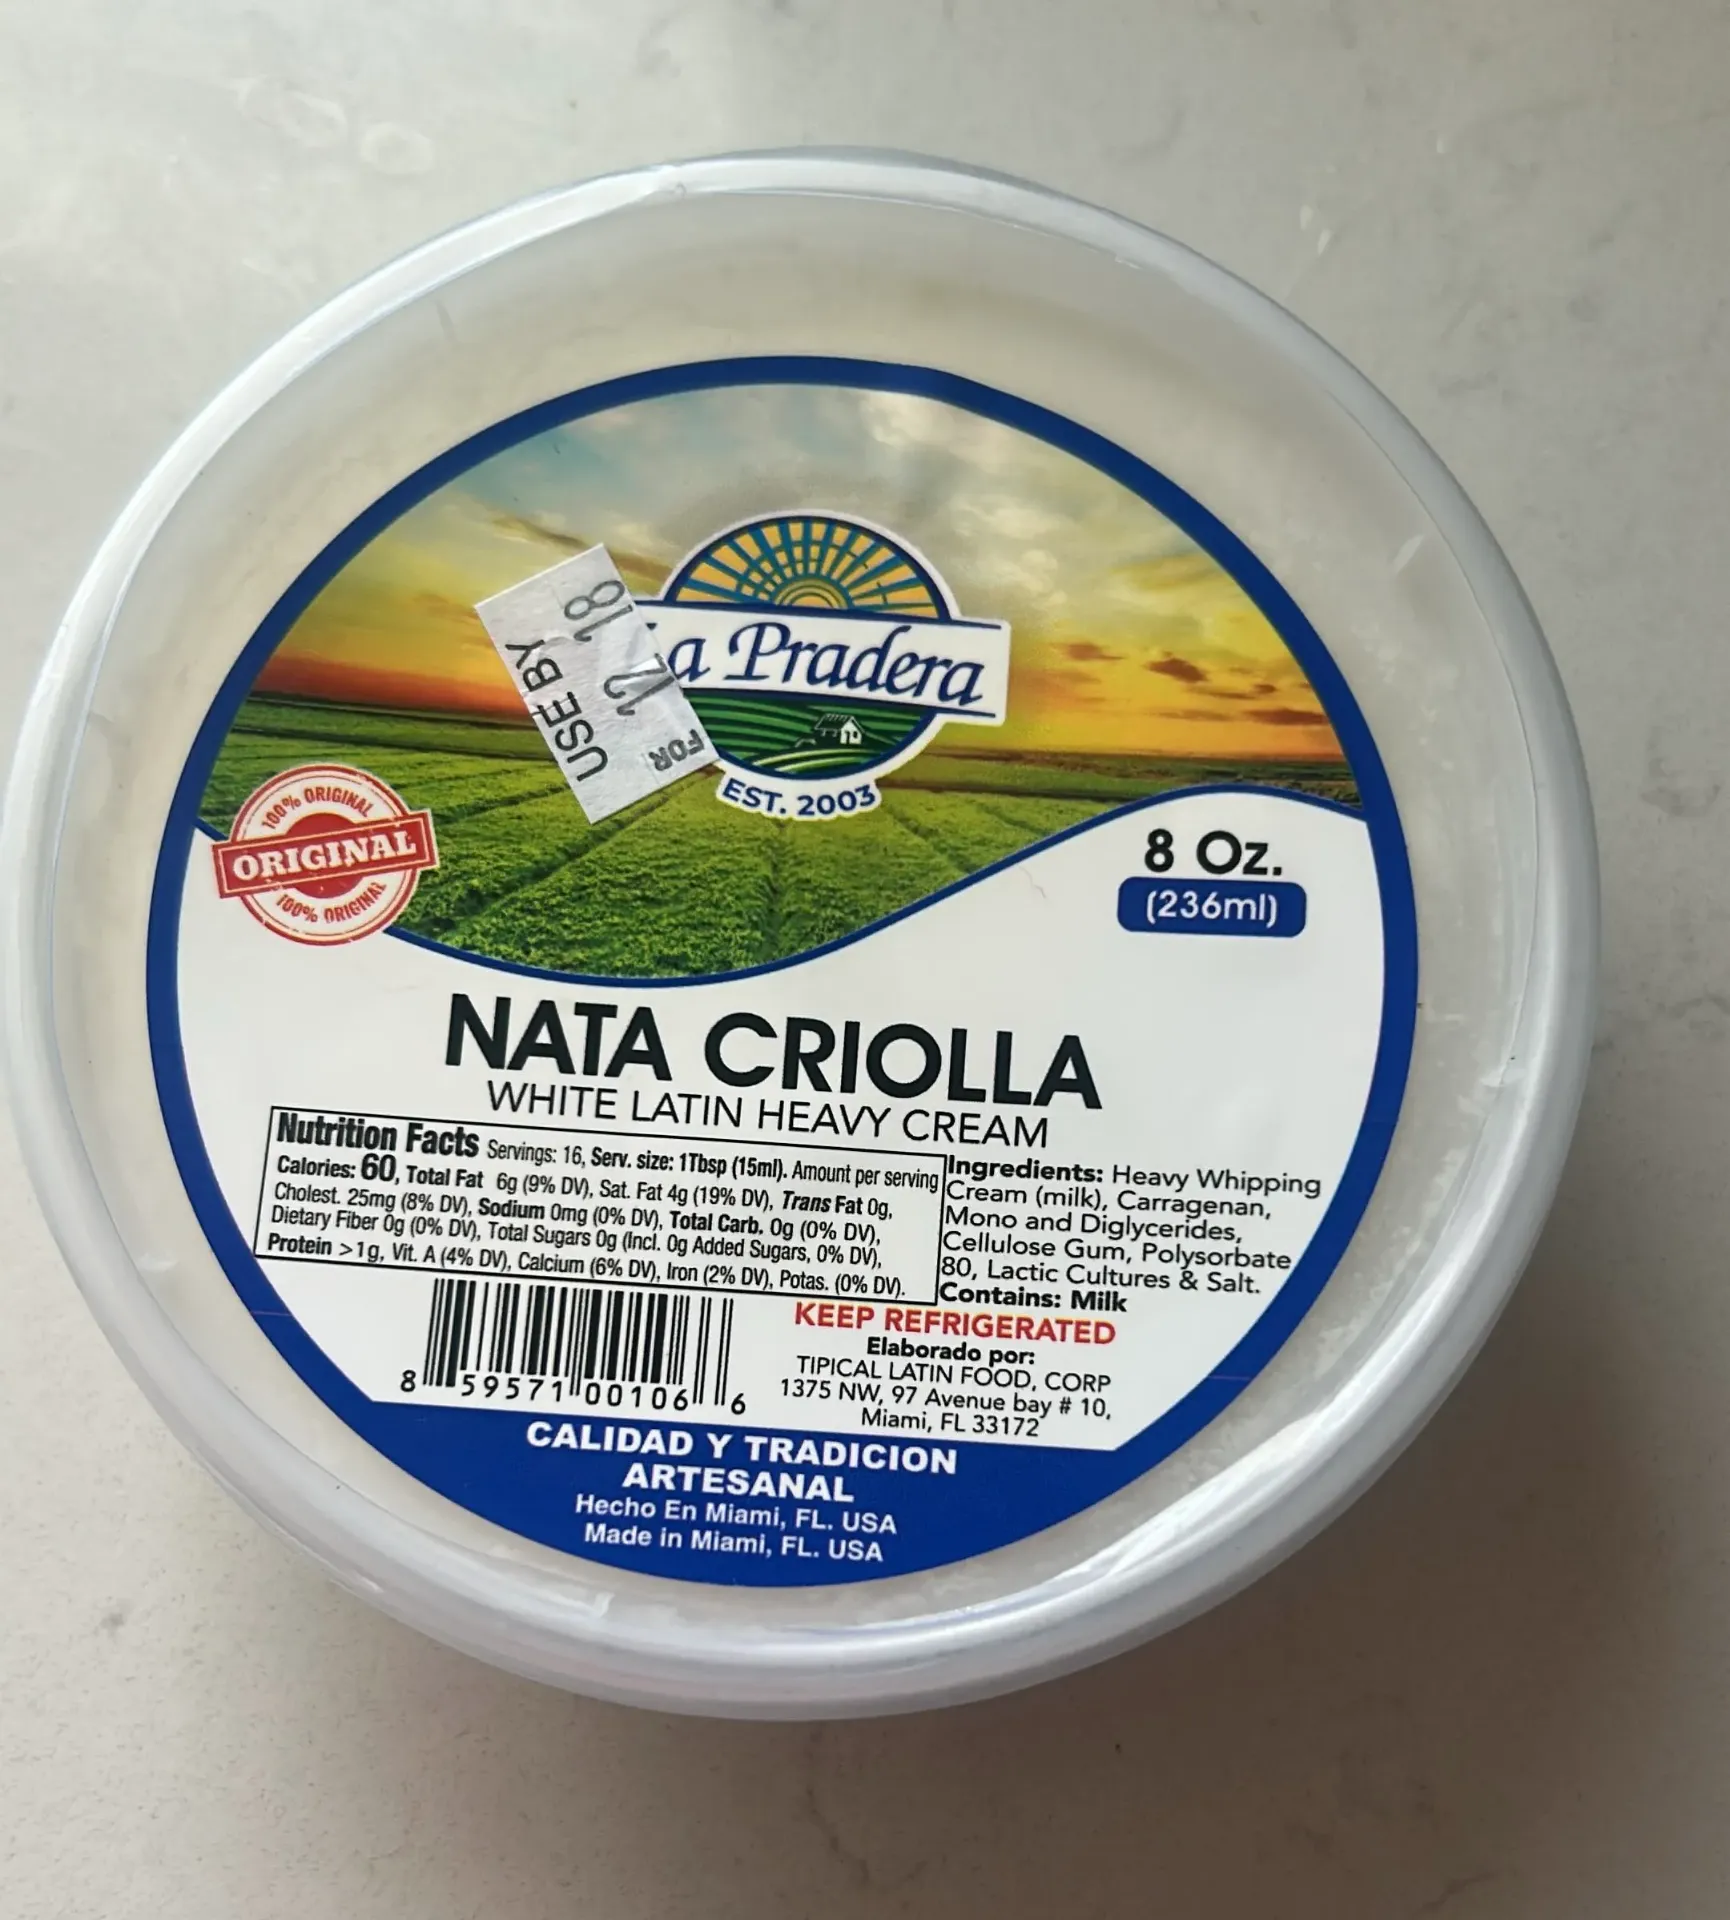 USE BY
12 18
FOR:
La Pradera
EST. 2003
100% ORIGINAL
ORIGINAL
100% ORIGINAL
8 Oz.
(236ml)
NATA CRIOLLA
WHITE LATIN HEAVY CREAM
Nutrition Facts Servings: 16, Serv. size: 1Tbsp (15ml). Amount per serving
Calories: 60, Total Fat 6g (9% DV), Sat. Fat 4g (19% DV), Trans Fat 0g,
Cholest. 25mg (8% DV), Sodium 0mg (0% DV), Total Carb. 0g (0% DV),
Dietary Fiber 0g (0% DV), Total Sugars 0g (Incl. 0g Added Sugars, 0% DV),
Protein >1g, Vit. A (4% DV), Calcium (6% DV), Iron (2% DV), Potas. (0% DV).
Ingredients: Heavy Whipping
Cream (milk), Carragenan,
Mono and Diglycerides,
Cellulose Gum, Polysorbate
80, Lactic Cultures & Salt.
Contains: Milk
KEEP REFRIGERATED
Elaborado por:
TIPICAL LATIN FOOD, CORP
1375 NW, 97 Avenue bay # 10,
Miami, FL 33172
8 59571 00106 6
CALIDAD Y TRADICION
ARTESANAL
Hecho En Miami, FL. USA
Made in Miami, FL. USA